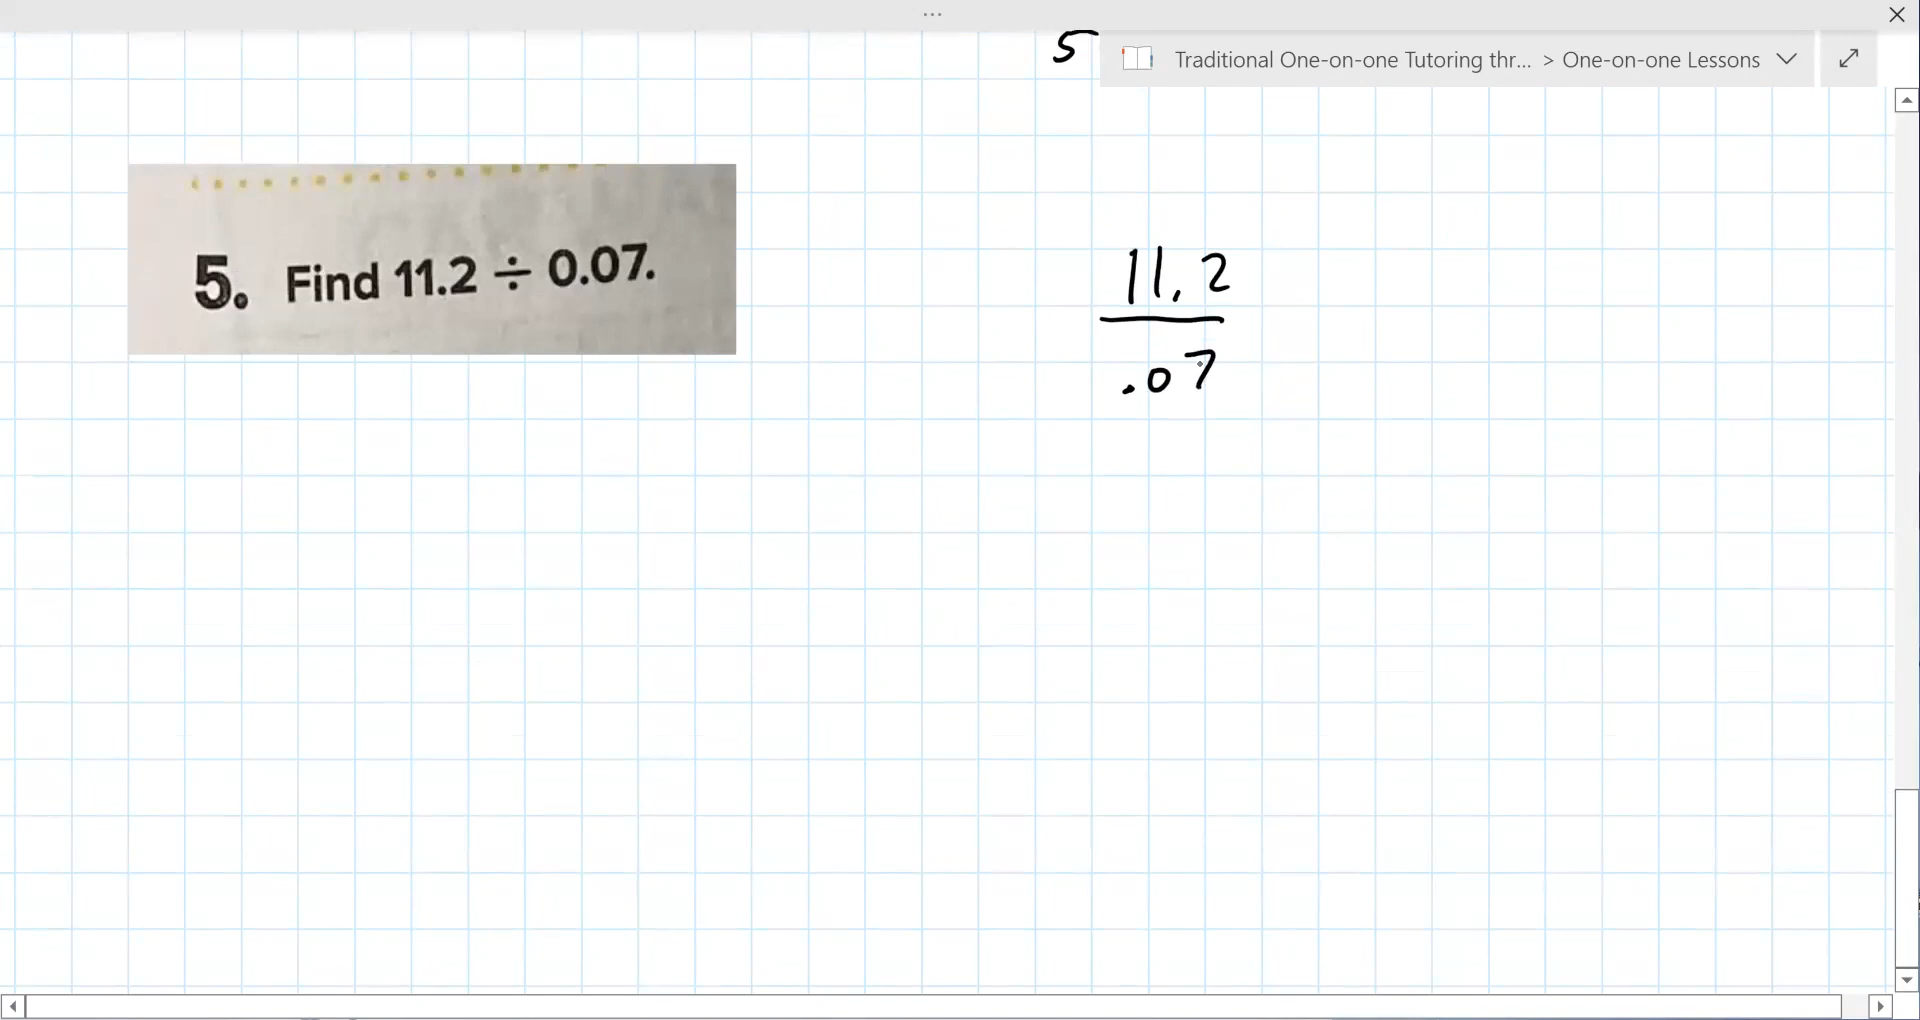 5
Traditional One-on-one Tutoring thr... > One-on-one Lessons
5. Find 11.2 ÷ 0.07.
11.2
.07